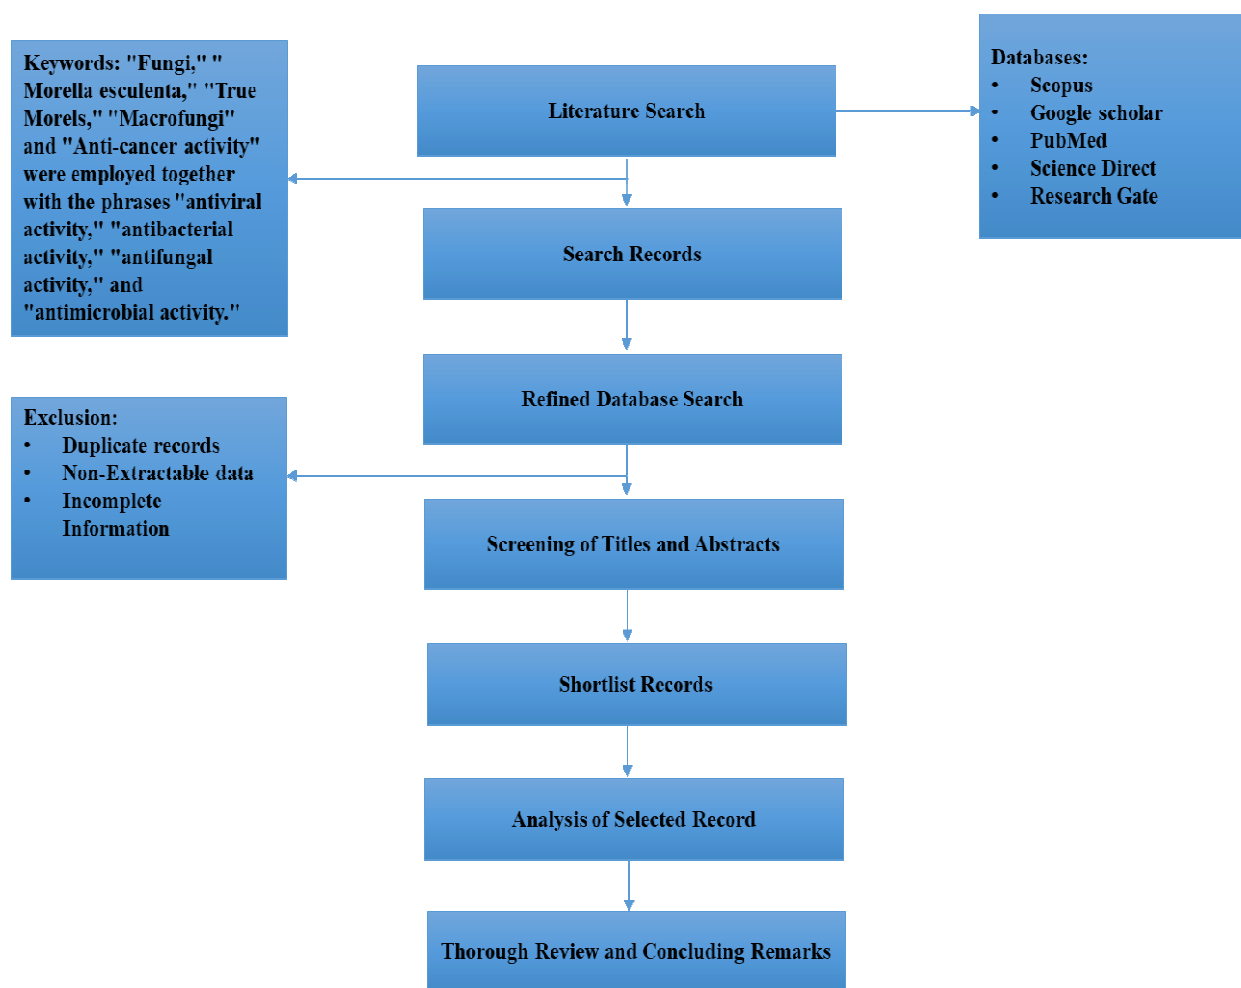 Keywords: "Fungi," "
Morella esculenta," "True
Morels," "Macrofungi"
and "Anti-cancer activity"
were employed together
with the phrases "antiviral
activity," "antibacterial
activity," "antifungal
activity," and
"antimicrobial activity."
Literature Search
Databases:
• Scopus
• Google scholar
• PubMed
• Science Direct
• Research Gate
Search Records
Refined Database Search
Exclusion:
• Duplicate records
• Non-Extractable data
• Incomplete
Information
Screening of Titles and Abstracts
Shortlist Records
Analysis of Selected Record
Thorough Review and Concluding Remarks